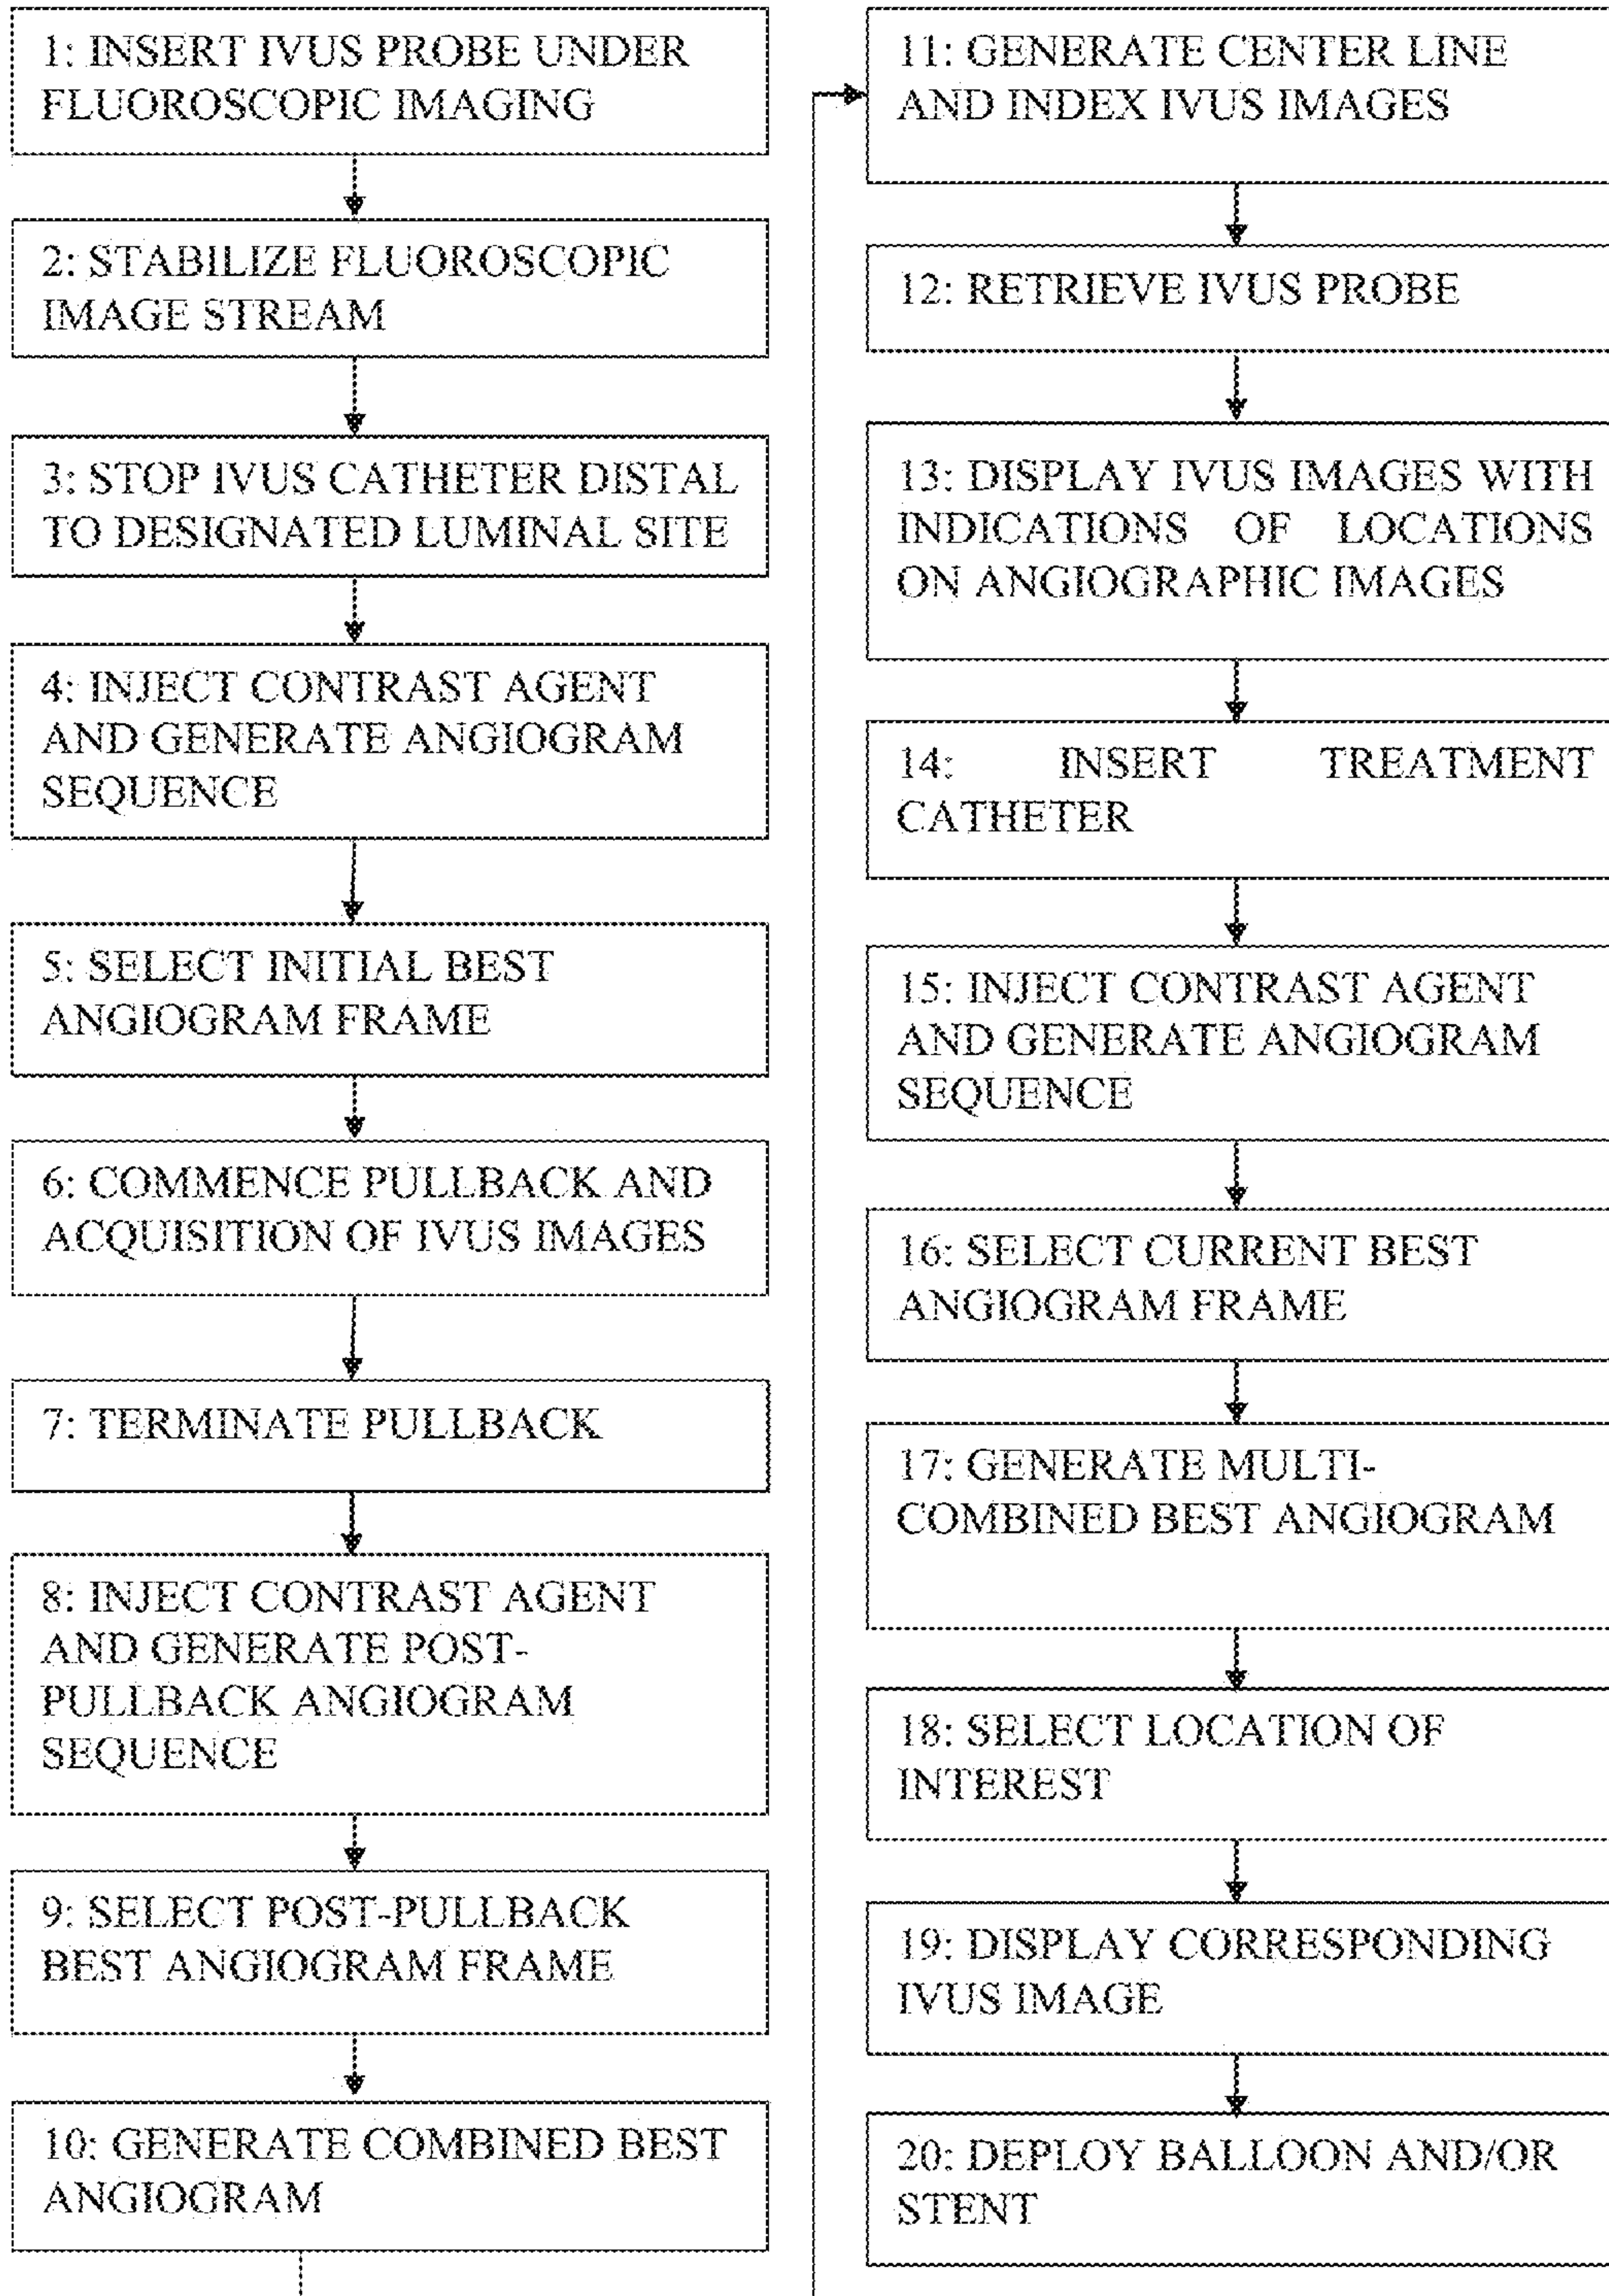 1: INSERT IVUS PROBE UNDER
FLUOROSCOPIC IMAGING
2: STABILIZE FLUOROSCOPIC
IMAGE STREAM
3: STOP IVUS CATHETER DISTAL
TO DESIGNATED LUMINAL SITE
4: INJECT CONTRAST AGENT
AND GENERATE ANGIOGRAM
SEQUENCE
5: SELECT INITIAL BEST
ANGIOGRAM FRAME
6: COMMENCE PULLBACK AND
ACQUISITION OF IVUS IMAGES
7: TERMINATE PULLBACK
8: INJECT CONTRAST AGENT
AND GENERATE POST-
PULLBACK ANGIOGRAM
SEQUENCE
9: SELECT POST-PULLBACK
BEST ANGIOGRAM FRAME
10: GENERATE COMBINED BEST
ANGIOGRAM
11: GENERATE CENTER LINE
AND INDEX IVUS IMAGES
12: RETRIEVE IVUS PROBE
13: DISPLAY IVUS IMAGES WITH
INDICATIONS OF LOCATIONS
ON ANGIOGRAPHIC IMAGES
14: INSERT TREATMENT
CATHETER
15: INJECT CONTRAST AGENT
AND GENERATE ANGIOGRAM
SEQUENCE
16: SELECT CURRENT BEST
ANGIOGRAM FRAME
17: GENERATE MULTI-
COMBINED BEST ANGIOGRAM
18: SELECT LOCATION OF
INTEREST
19: DISPLAY CORRESPONDING
IVUS IMAGE
20: DEPLOY BALLOON AND/OR
STENT